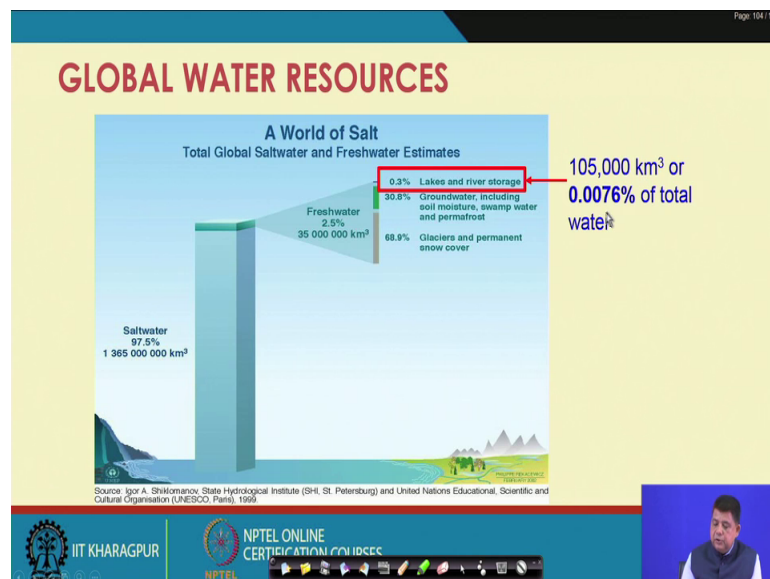 Page: 104 / 1
GLOBAL WATER RESOURCES
A World of Salt
Total Global Saltwater and Freshwater Estimates
0.3% Lakes and river storage
30.8% Groundwater, including
soil moisture, swamp water
and permafrost
68.9% Glaciers and permanent
snow cover
Freshwater
2.5%
35 000 000 km³
Saltwater
97.5%
1 365 000 000 km³
105,000 km³ or
0.0076% of total
water
FEBRUARY 2002
Source: Igor A. Shiklomanov, State Hydrological Institute (SHI, St. Petersburg) and United Nations Educational, Scientific and
Cultural Organisation (UNESCO, Paris), 1999.
IIT KHARAGPUR
NPTEL
NPTEL ONLINE
CERTIFICATION COURSES